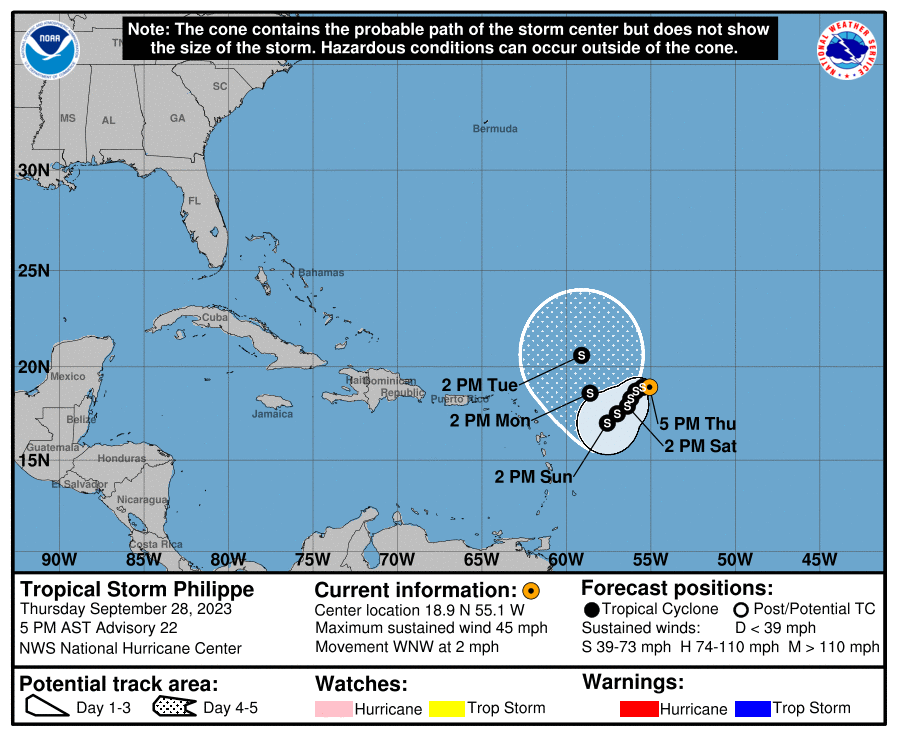 Note: The cone contains the probable path of the storm center but does not show
the size of the storm. Hazardous conditions can occur outside of the cone.
NOAA
NATIONAL WEATHER SERVICE
TN
SC
MS
AL
GA
Bermuda
30N
FL
25N
Bahamas
Cuba
20N
Mexico
Haiti
Dominican
Republic
Puerto Rico
Jamaica
Belize
Guatemala
15N
Honduras
El Salvador
Nicaragua
Costa Rica
2 PM Tue
2 PM Mon
5 PM Thu
2 PM Sat
2 PM Sun
S
S
S
S
S
S
S
S
90W 85W 80W 75W 70W 65W 60W 55W 50W 45W
Tropical Storm Philippe
Thursday September 28, 2023
5 PM AST Advisory 22
NWS National Hurricane Center
Current information:
Center location 18.9 N 55.1 W
Maximum sustained wind 45 mph
Movement WNW at 2 mph
Forecast positions:
Tropical Cyclone Post/Potential TC
Sustained winds: D < 39 mph
S 39-73 mph H 74-110 mph M > 110 mph
Potential track area:
Day 1-3 Day 4-5
Watches:
Hurricane Trop Storm
Warnings:
Hurricane Trop Storm